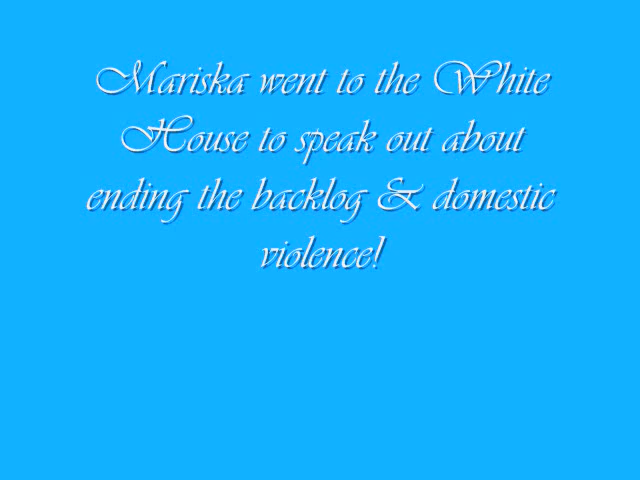 Mariska went to the White
House to speak out about
ending the backlog & domestic
violence!